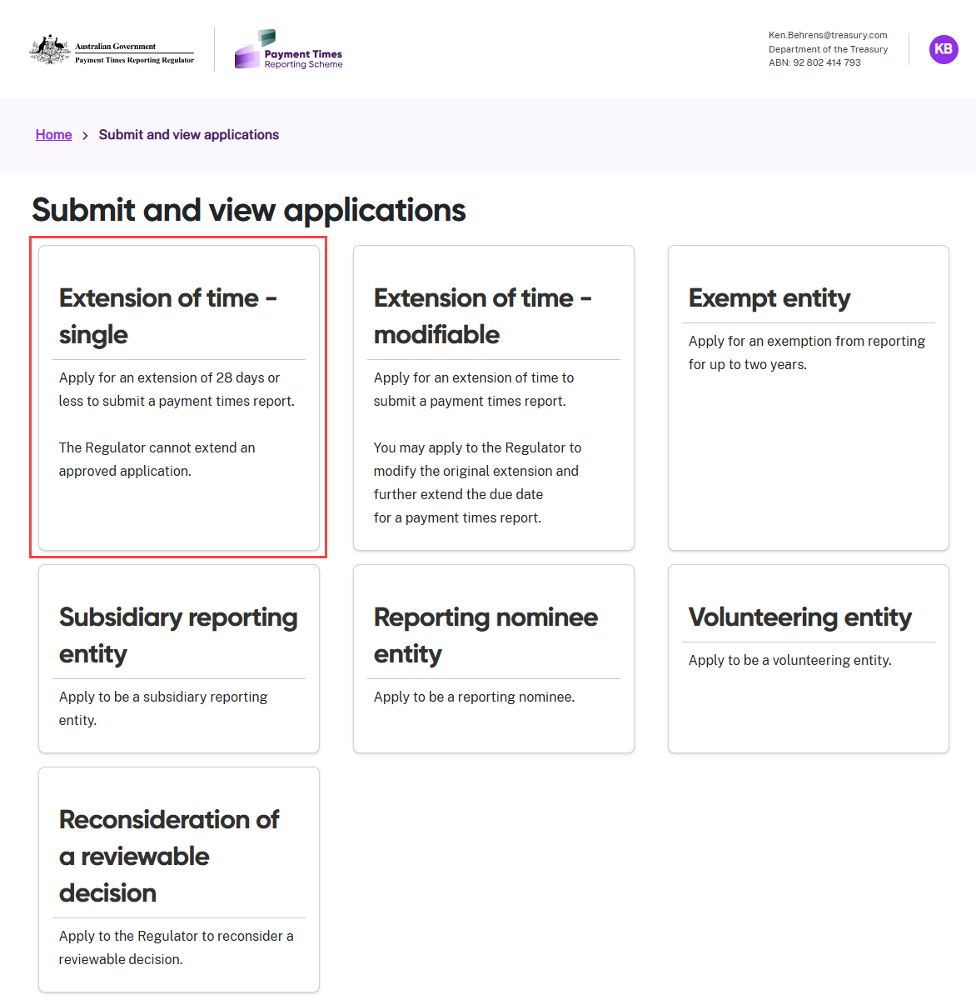 Australian Government
Payment Times Reporting Regulator
Payment Times
Reporting Scheme
Ken.Behrens@treasury.com
Department of the Treasury
ABN: 92 802 414 793
KB
Home > Submit and view applications
Submit and view applications
Extension of time -
single
Apply for an extension of 28 days or
less to submit a payment times report.
The Regulator cannot extend an
approved application.
Extension of time -
modifiable
Apply for an extension of time to
submit a payment times report.
You may apply to the Regulator to
modify the original extension and
further extend the due date
for a payment times report.
Exempt entity
Apply for an exemption from reporting
for up to two years.
Subsidiary reporting
entity
Apply to be a subsidiary reporting
entity.
Reporting nominee
entity
Apply to be a reporting nominee.
Volunteering entity
Apply to be a volunteering entity.
Reconsideration of
a reviewable
decision
Apply to the Regulator to reconsider a
reviewable decision.